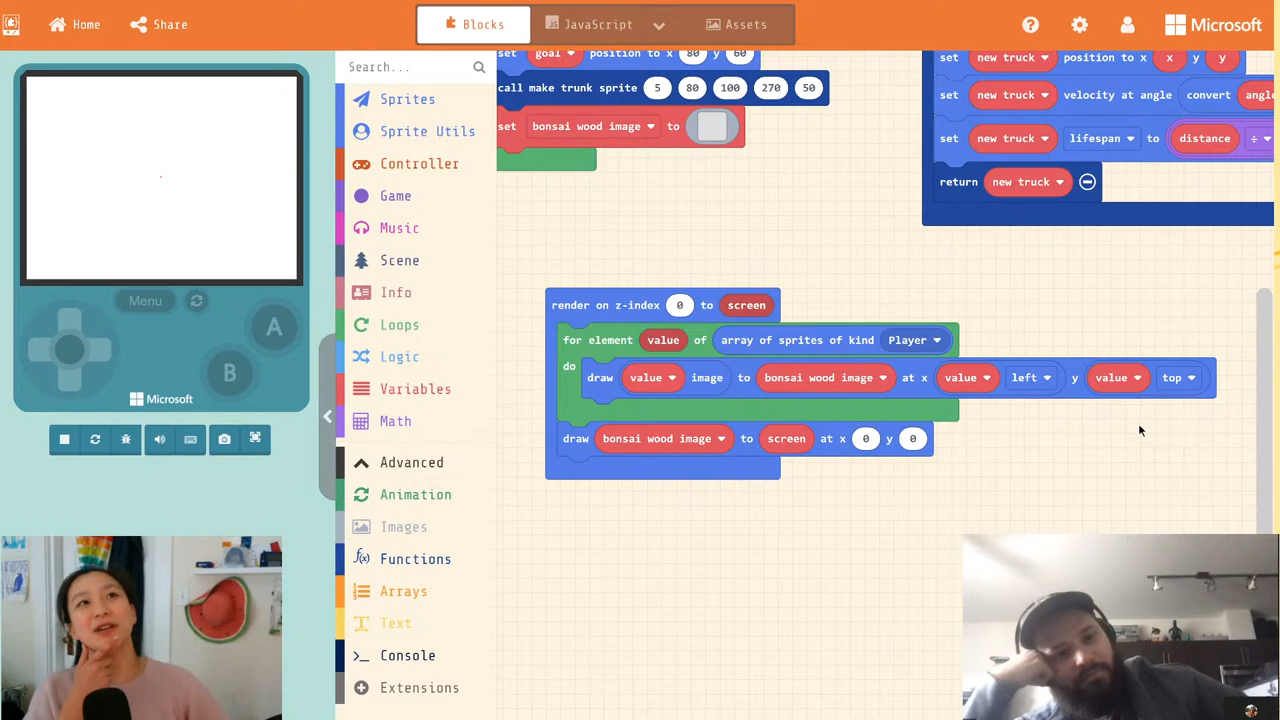 Home
Share
Blocks
JavaScript
Assets
Microsoft
Menu
A
B
Microsoft
Search...
Sprites
Sprite Utils
Controller
Game
Music
Scene
Info
Loops
Logic
Variables
Math
Advanced
Animation
Images
Functions
Arrays
Text
Console
Extensions
set goal position to x 80 y 60
call make trunk sprite 5 80 100 270 50
set bonsai wood image to
set new truck position to x x y y
set new truck velocity at angle convert angl
set new truck lifespan to distance ÷
return new truck
render on z-index 0 to screen
for element value of array of sprites of kind Player
do draw value image to bonsai wood image at x value left y value top
draw bonsai wood image to screen at x 0 y 0